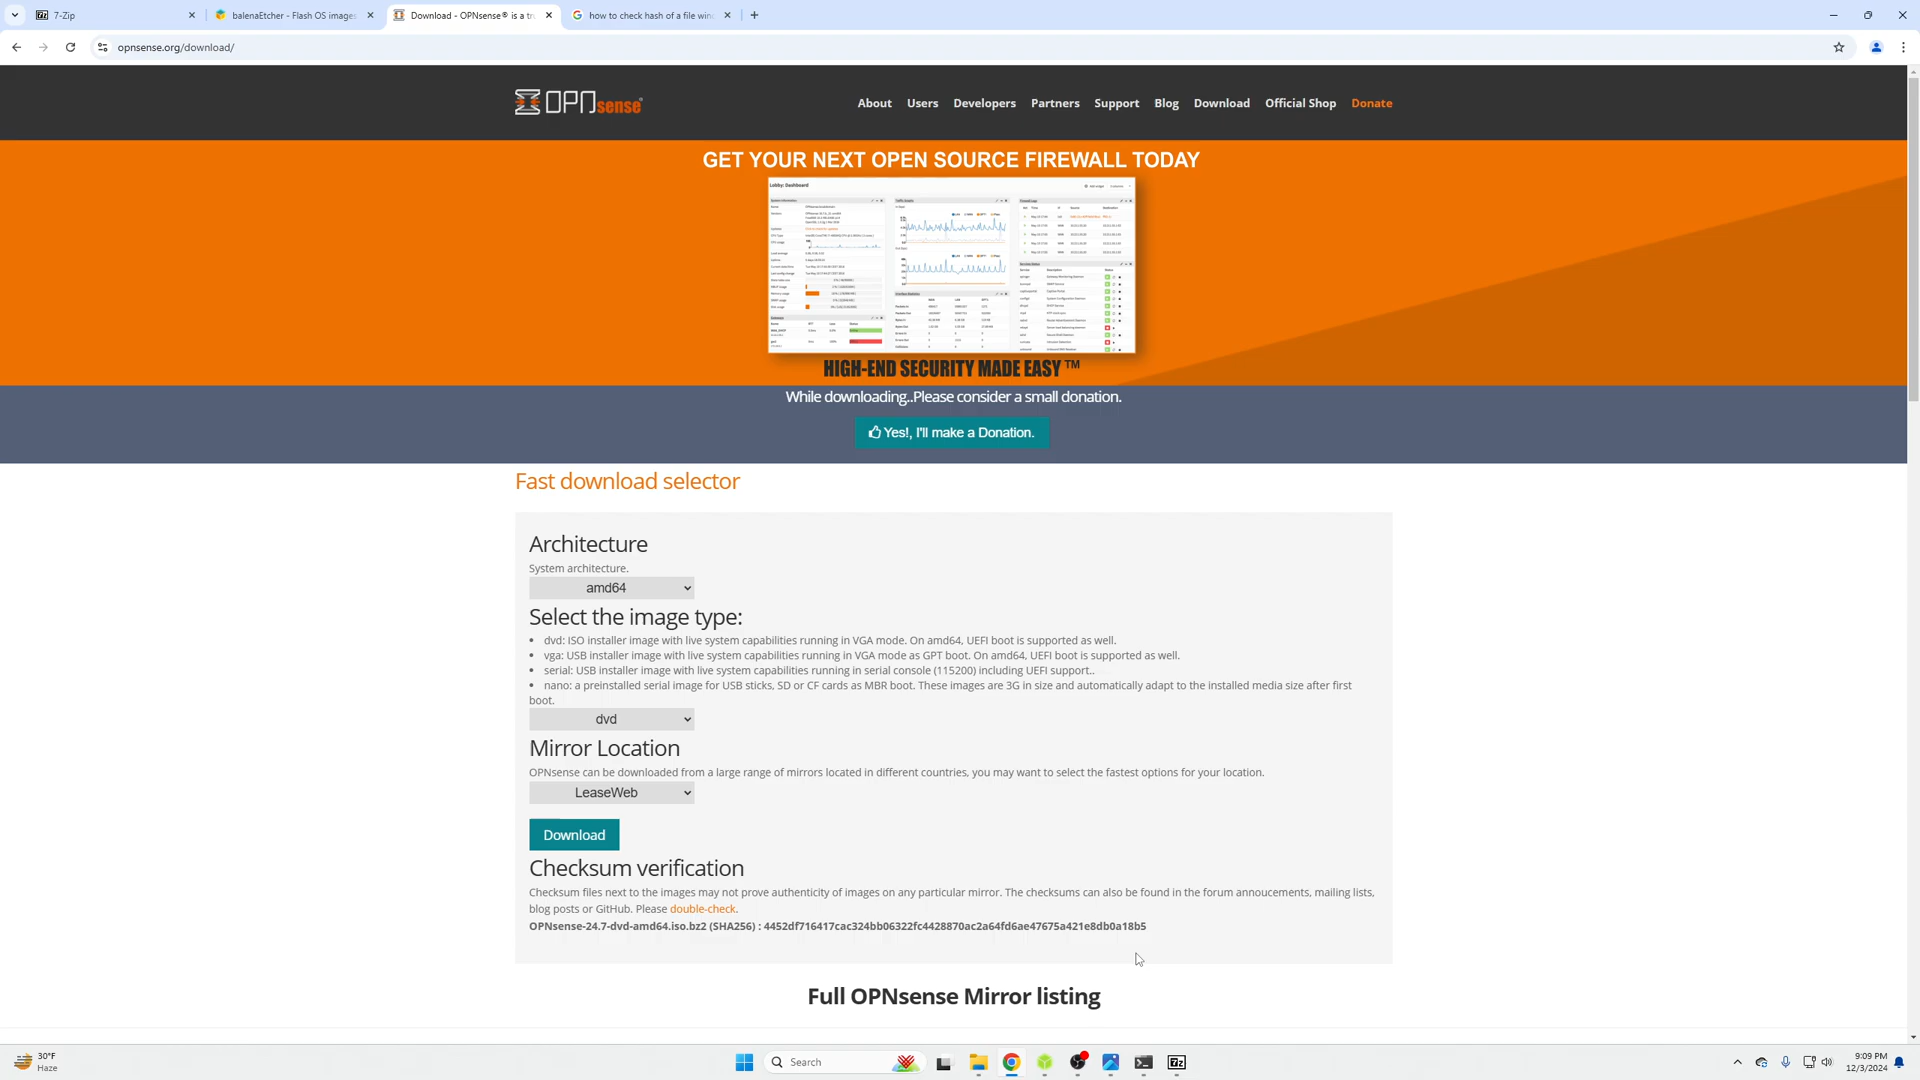 7-Zip
balenaEtcher - Flash OS images
Download - OPNsense® is a tru
how to check hash of a file win
opnsense.org/download/
OPNsense
About Users Developers Partners Support Blog Download Official Shop Donate
GET YOUR NEXT OPEN SOURCE FIREWALL TODAY
Lobby: Dashboard
HIGH-END SECURITY MADE EASY ™
While downloading..Please consider a small donation.
Yes!, I'll make a Donation.
Fast download selector
Architecture
System architecture.
amd64
Select the image type:
• dvd: ISO installer image with live system capabilities running in VGA mode. On amd64, UEFI boot is supported as well.
• vga: USB installer image with live system capabilities running in VGA mode as GPT boot. On amd64, UEFI boot is supported as well.
• serial: USB installer image with live system capabilities running in serial console (115200) including UEFI support..
• nano: a preinstalled serial image for USB sticks, SD or CF cards as MBR boot. These images are 3G in size and automatically adapt to the installed media size after first
boot.
dvd
Mirror Location
OPNsense can be downloaded from a large range of mirrors located in different countries, you may want to select the fastest options for your location.
LeaseWeb
Download
Checksum verification
Checksum files next to the images may not prove authenticity of images on any particular mirror. The checksums can also be found in the forum annoucements, mailing lists,
blog posts or GitHub. Please double-check.
OPNsense-24.7-dvd-amd64.iso.bz2 (SHA256) : 4452df716417cac324bb06322fc4428870ac2a64fd6ae47675a421e8db0a18b5
Full OPNsense Mirror listing
30°F
Haze
Search
9:09 PM
12/3/2024